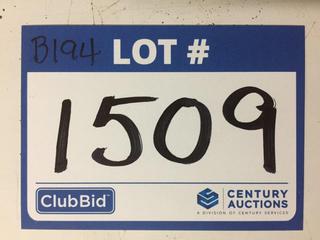 B194 LOT #
1509
ClubBid
CENTURY
AUCTIONS
A DIVISION OF CENTURY SERVICES